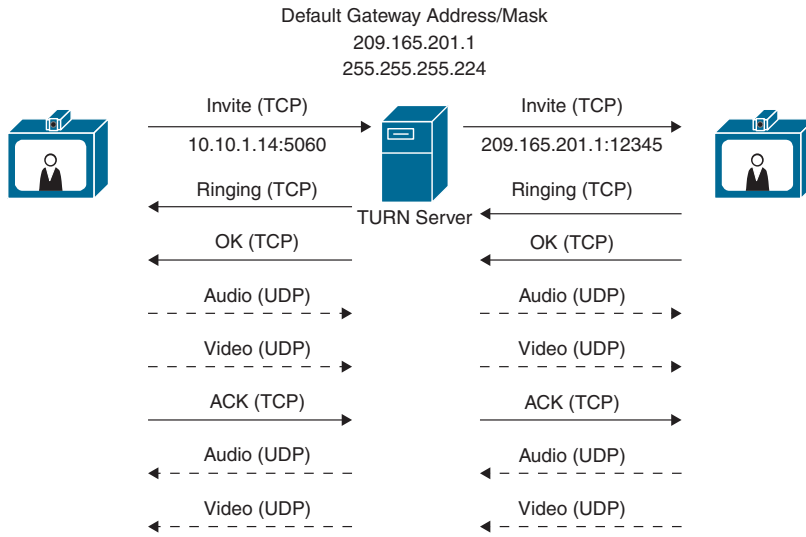 Default Gateway Address/Mask
209.165.201.1
255.255.255.224
Invite (TCP)
10.10.1.14:5060
Invite (TCP)
209.165.201.1:12345
Ringing (TCP)
TURN Server
Ringing (TCP)
OK (TCP)
OK (TCP)
Audio (UDP)
Audio (UDP)
Video (UDP)
Video (UDP)
ACK (TCP)
ACK (TCP)
Audio (UDP)
Audio (UDP)
Video (UDP)
Video (UDP)